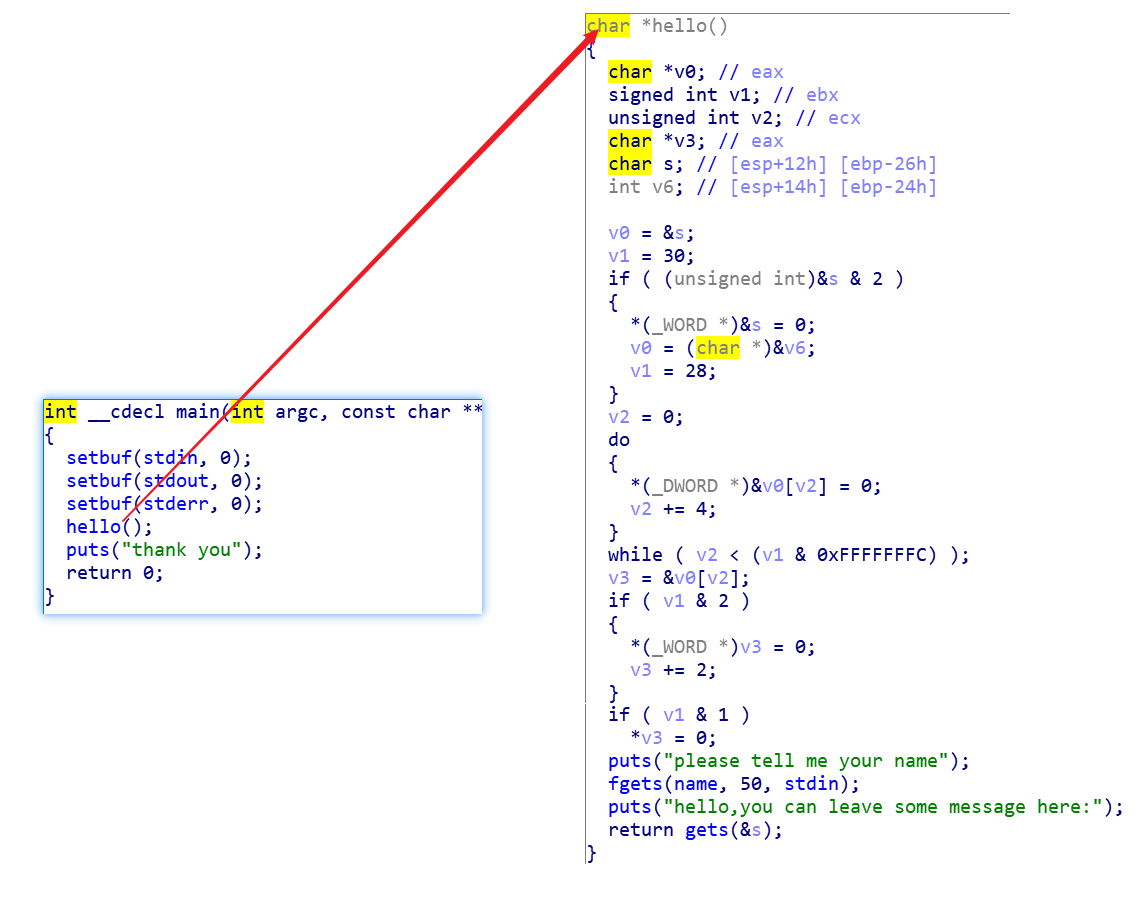 int __cdecl main(int argc, const char **
{
  setbuf(stdin, 0);
  setbuf(stdout, 0);
  setbuf(stderr, 0);
  hello();
  puts("thank you");
  return 0;
}
char *hello()
{
  char *v0; // eax
  signed int v1; // ebx
  unsigned int v2; // ecx
  char *v3; // eax
  char s; // [esp+12h] [ebp-26h]
  int v6; // [esp+14h] [ebp-24h]

  v0 = &s;
  v1 = 30;
  if ( (unsigned int)&s & 2 )
  {
    *(_WORD *)&s = 0;
    v0 = (char *)&v6;
    v1 = 28;
  }
  v2 = 0;
  do
  {
    *(_DWORD *)&v0[v2] = 0;
    v2 += 4;
  }
  while ( v2 < (v1 & 0xFFFFFFFC) );
  v3 = &v0[v2];
  if ( v1 & 2 )
  {
    *(_WORD *)v3 = 0;
    v3 += 2;
  }
  if ( v1 & 1 )
    *v3 = 0;
  puts("please tell me your name");
  fgets(name, 50, stdin);
  puts("hello,you can leave some message here:");
  return gets(&s);
}